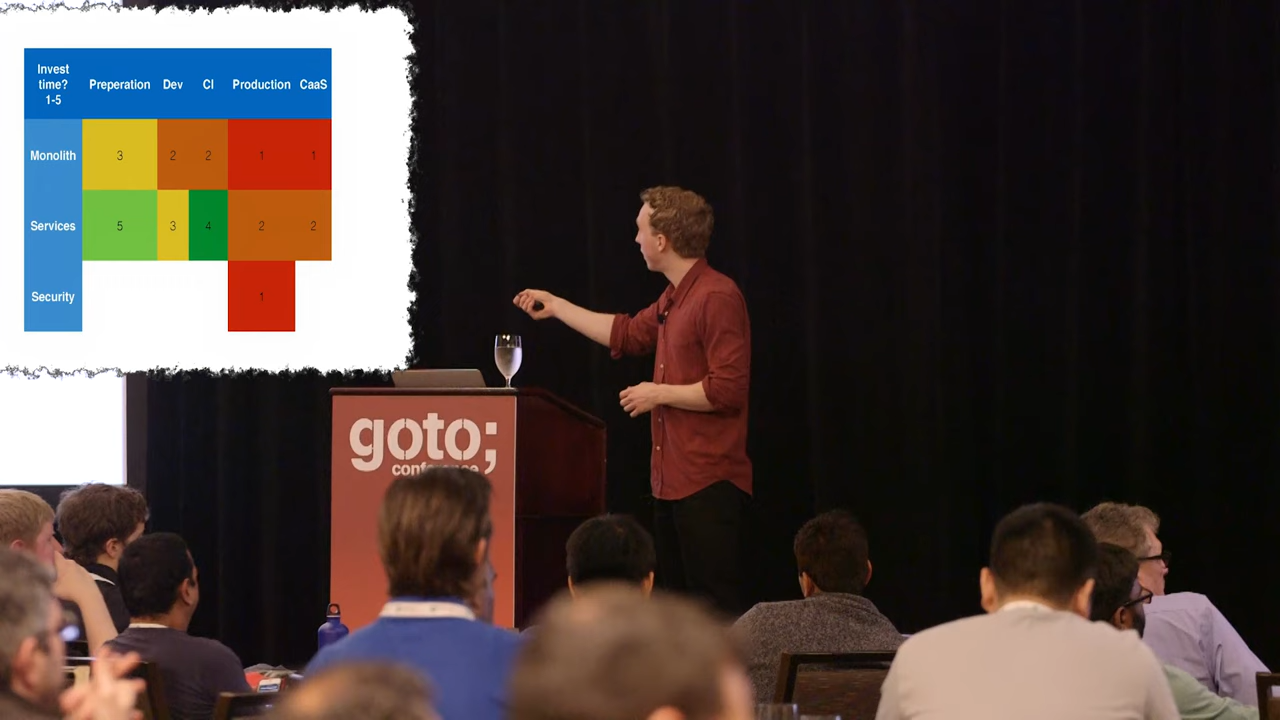 Invest
time?
1-5
Preperation Dev CI Production CaaS
Monolith 3 2 2 1 1
Services 5 3 4 2 2
Security 1
goto;
conference